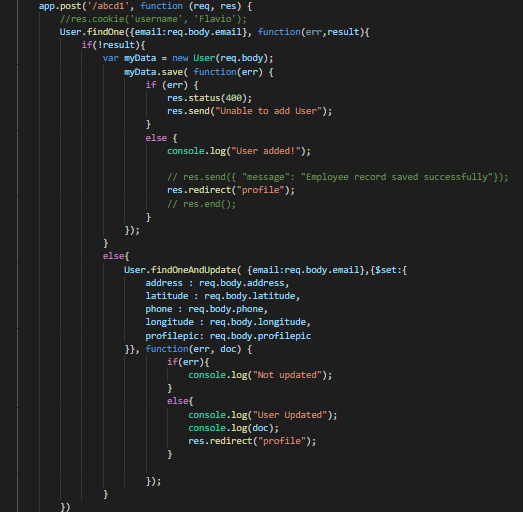 app.post('/abcd1', function (req, res) {
//res.cookie('username', 'Flavio');
User.findOne({email:req.body.email}, function(err,result){
if(!result){
var myData = new User(req.body);
myData.save( function(err) {
if (err) {
res.status(400);
res.send("Unable to add User");
}
else {
console.log("User added!");
// res.send({ "message": "Employee record saved successfully"});
res.redirect("profile");
// res.end();
}
});
}
else{
User.findOneAndUpdate( {email:req.body.email},{$set:{
address : req.body.address,
latitude : req.body.latitude,
phone : req.body.phone,
longitude : req.body.longitude,
profilepic: req.body.profilepic
}}, function(err, doc) {
if(err){
console.log("Not updated");
}
else{
console.log("User Updated");
console.log(doc);
res.redirect("profile");
}
});
}
})